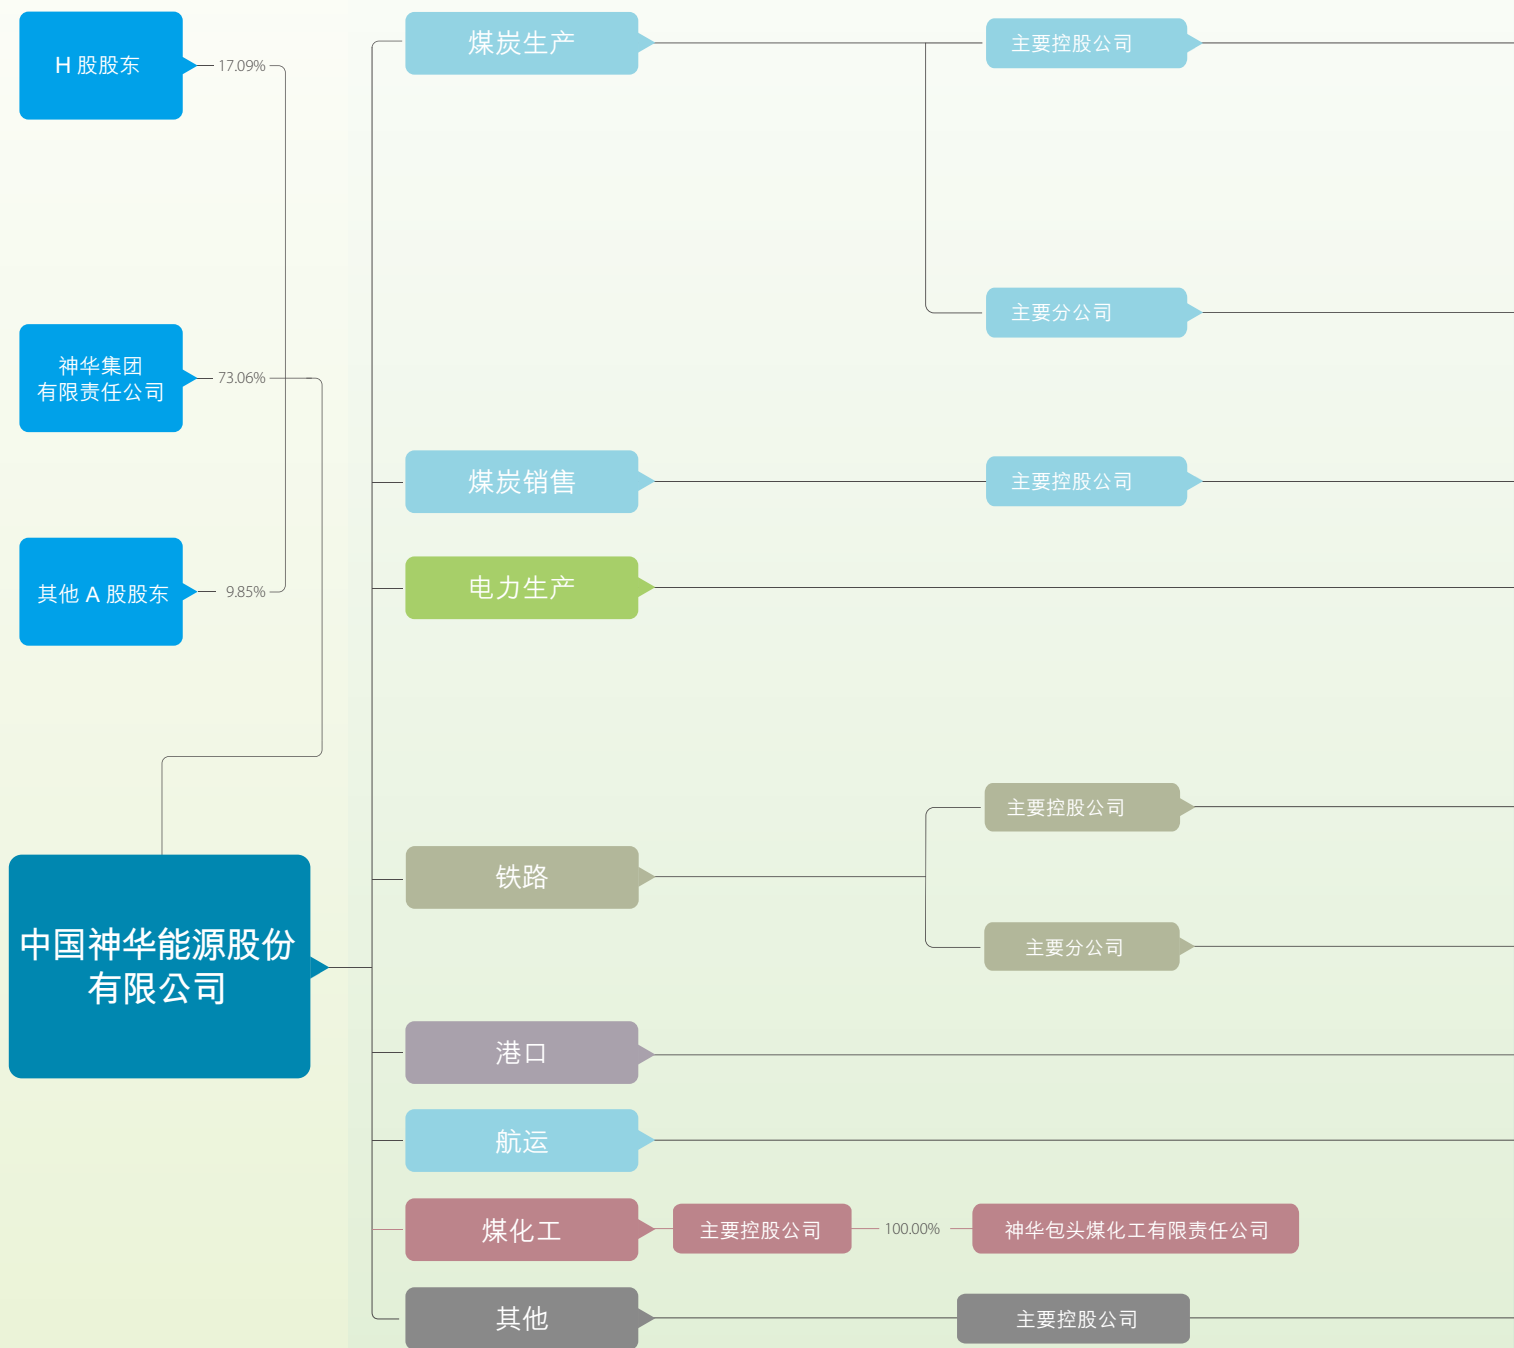 H 股股东
17.09%
神华集团
有限责任公司
73.06%
其他 A 股股东
9.85%
中国神华能源股份
有限公司
煤炭生产
主要控股公司
主要分公司
煤炭销售
主要控股公司
电力生产
铁路
主要控股公司
主要分公司
港口
航运
煤化工
主要控股公司
100.00%
神华包头煤化工有限责任公司
其他
主要控股公司